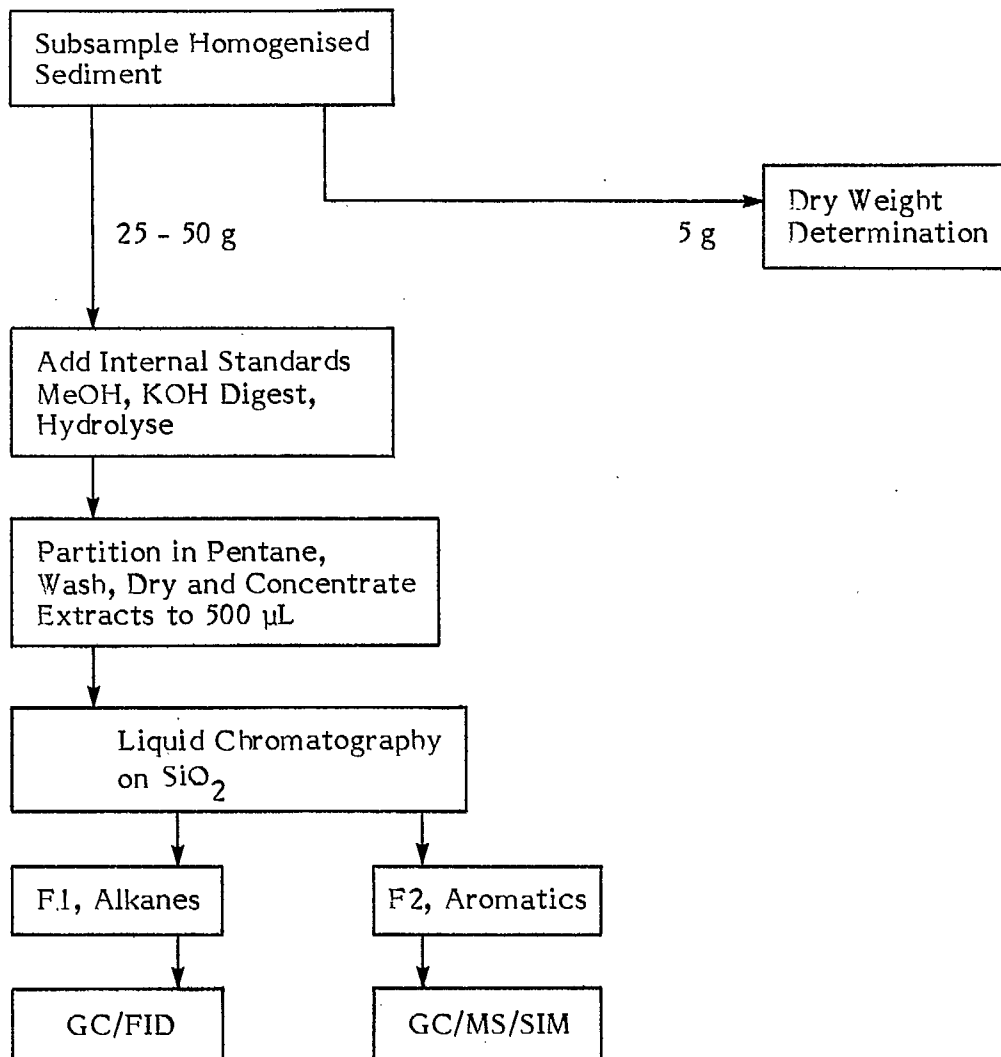 Subsample Homogenised
Sediment
25 - 50 g
5 g
Dry Weight
Determination
Add Internal Standards
MeOH, KOH Digest,
Hydrolyse
Partition in Pentane,
Wash, Dry and Concentrate
Extracts to 500 µL
Liquid Chromatography
on SiO₂
F.1, Alkanes
F2, Aromatics
GC/FID
GC/MS/SIM